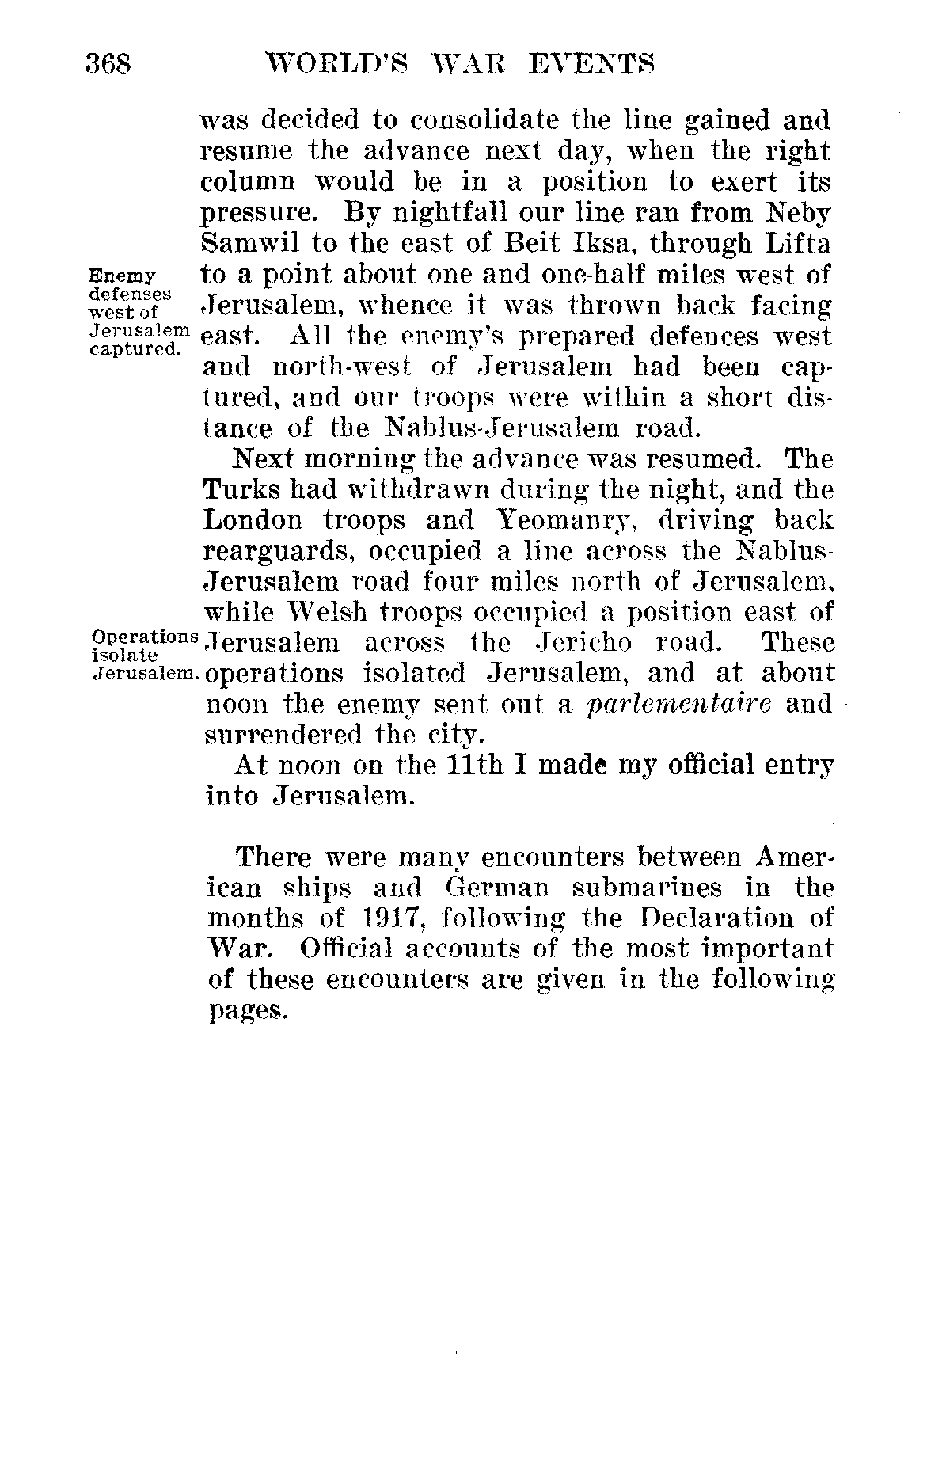 368 WORLD'S WAR EVENTS
was decided to consolidate the line gained and
resume the advance next day, when the right
column would be in a position to exert its
pressure. By nightfall our line ran from Neby
Samwil to the east of Beit Iksa, through Lifta
to a point about one and one-half miles west of
Enemy
defenses
west of
Jerusalem
captured.
Jerusalem, whence it was thrown back facing
east. All the enemy's prepared defences west
and north-west of Jerusalem had been cap-
tured, and our troops were within a short dis-
tance of the Nablus-Jerusalem road.
Next morning the advance was resumed. The
Turks had withdrawn during the night, and the
London troops and Yeomanry, driving back
rearguards, occupied a line across the Nablus-
Jerusalem road four miles north of Jerusalem,
while Welsh troops occupied a position east of
Operations
isolate
Jerusalem.
Jerusalem across the Jericho road. These
operations isolated Jerusalem, and at about
noon the enemy sent out a parlementaire and
surrendered the city.
At noon on the 11th I made my official entry
into Jerusalem.
There were many encounters between Amer-
ican ships and German submarines in the
months of 1917, following the Declaration of
War. Official accounts of the most important
of these encounters are given in the following
pages.